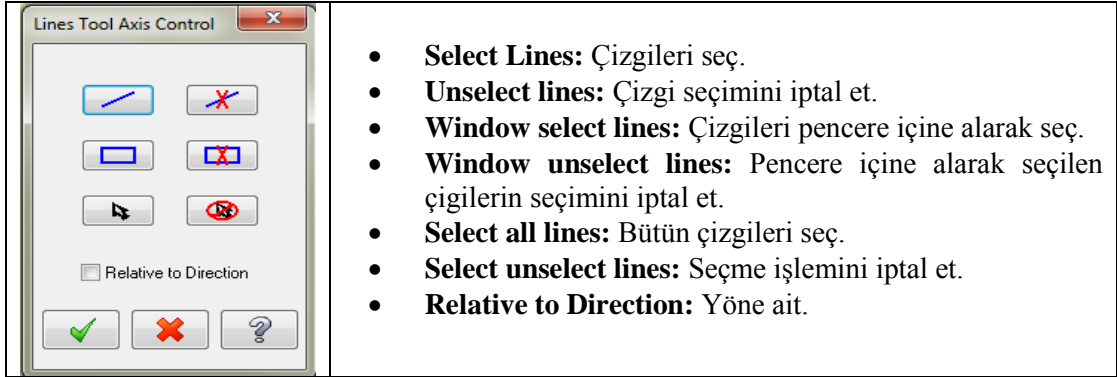 Lines Tool Axis Control
Relative to Direction
• Select Lines: Çizgileri seç.
• Unselect lines: Çizgi seçimini iptal et.
• Window select lines: Çizgileri pencere içine alarak seç.
• Window unselect lines: Pencere içine alarak seçilen
çigilerin seçimini iptal et.
• Select all lines: Bütün çizgileri seç.
• Select unselect lines: Seçme işlemini iptal et.
• Relative to Direction: Yöne ait.